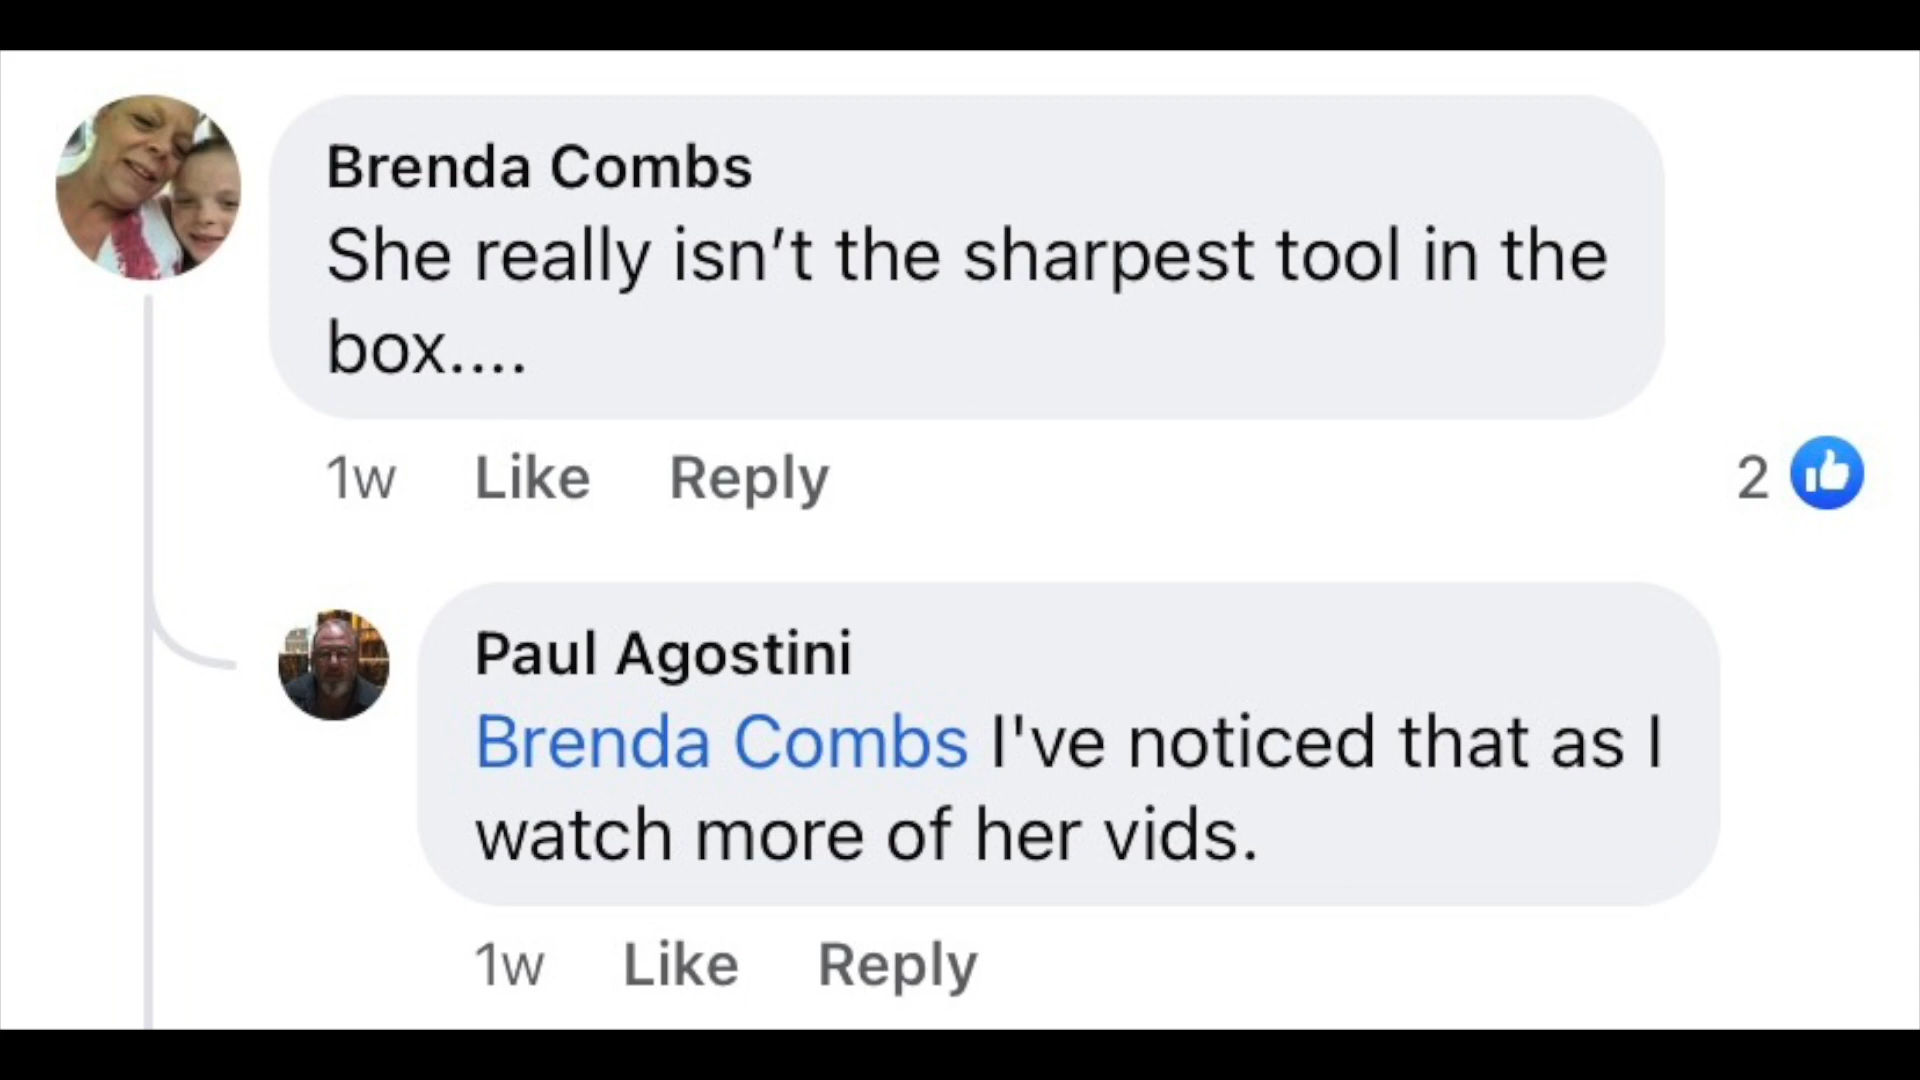 Brenda Combs
She really isn’t the sharpest tool in the
box....
1w Like Reply 2
Paul Agostini
Brenda Combs I've noticed that as I
watch more of her vids.
1w Like Reply